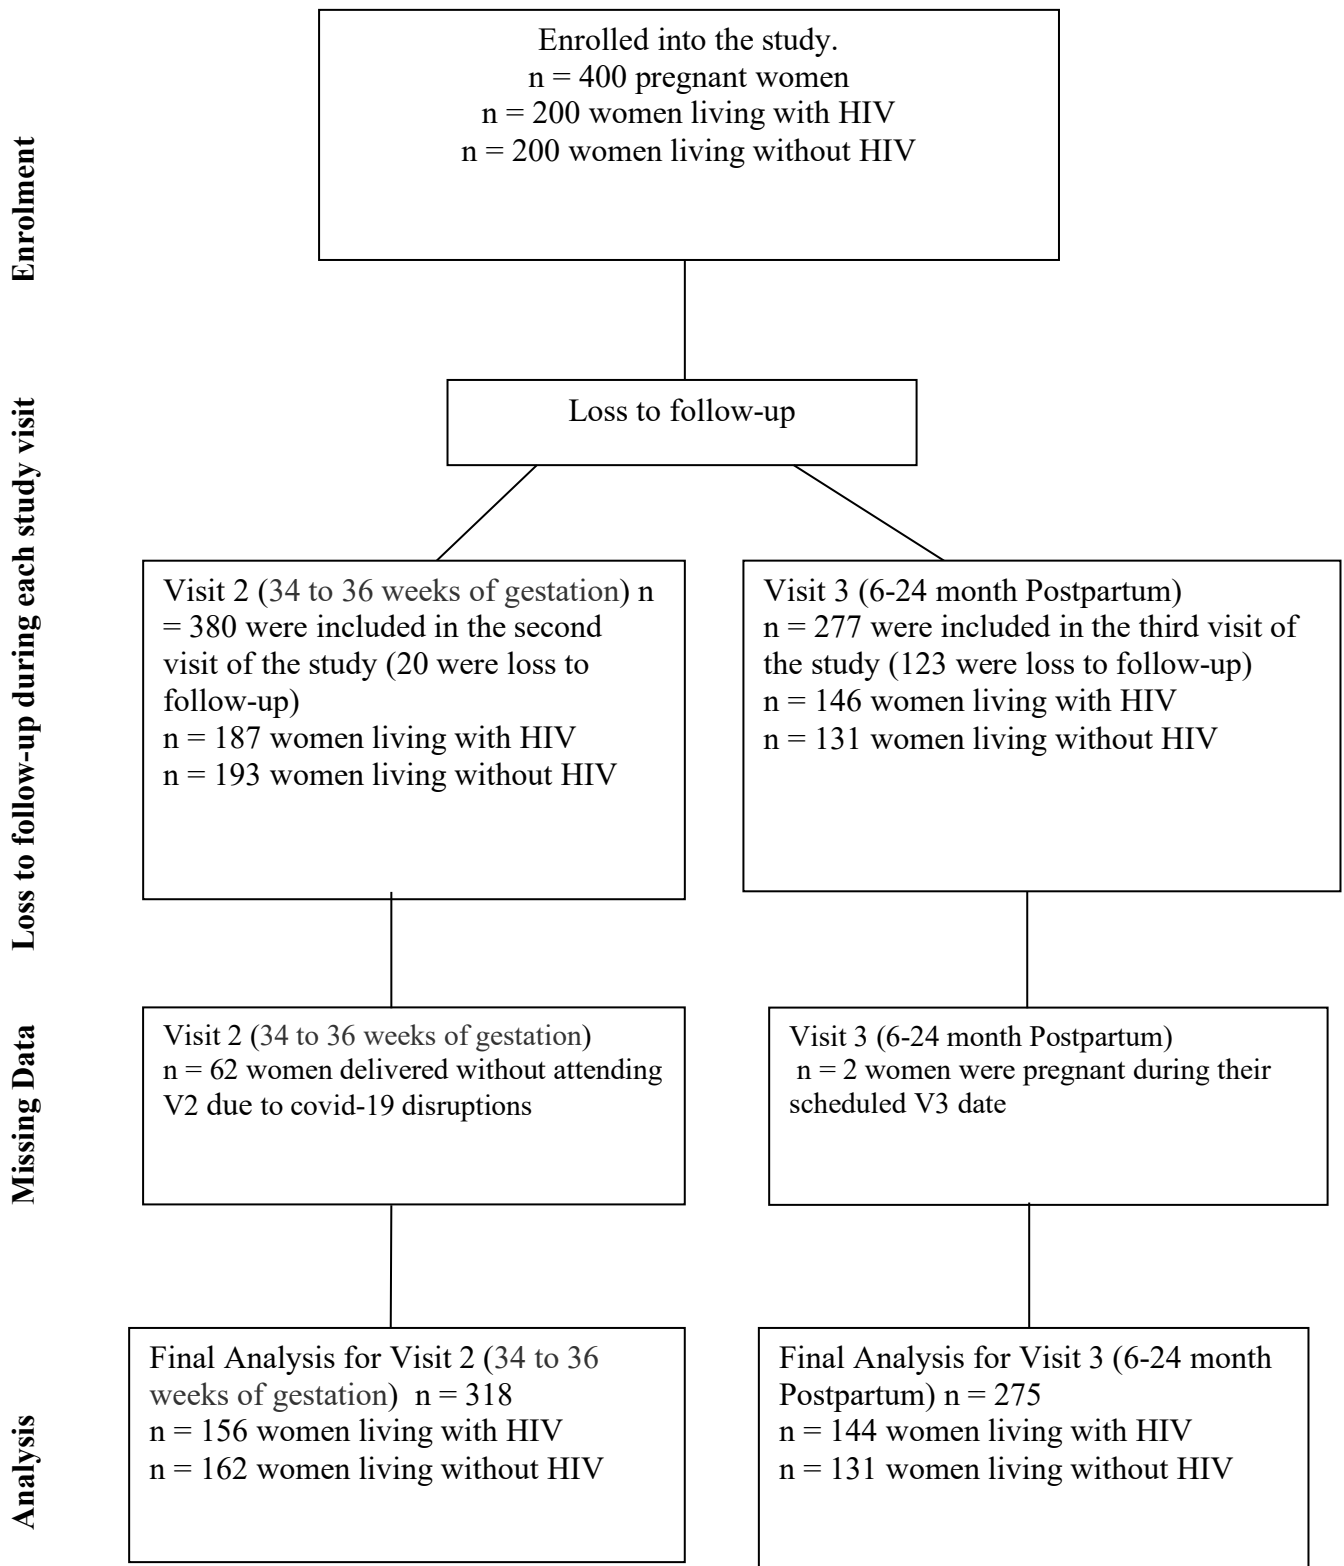 Enrolment
Enrolled into the study.
n = 400 pregnant women
n = 200 women living with HIV
n = 200 women living without HIV
Loss to follow-up during each study visit
Loss to follow-up
Visit 2 (34 to 36 weeks of gestation) n
= 380 were included in the second
visit of the study (20 were loss to
follow-up)
n = 187 women living with HIV
n = 193 women living without HIV
Visit 3 (6-24 month Postpartum)
n = 277 were included in the third visit of
the study (123 were loss to follow-up)
n = 146 women living with HIV
n = 131 women living without HIV
Missing Data
Visit 2 (34 to 36 weeks of gestation)
n = 62 women delivered without attending
V2 due to covid-19 disruptions
Visit 3 (6-24 month Postpartum)
n = 2 women were pregnant during their
scheduled V3 date
Analysis
Final Analysis for Visit 2 (34 to 36
weeks of gestation) n = 318
n = 156 women living with HIV
n = 162 women living without HIV
Final Analysis for Visit 3 (6-24 month
Postpartum) n = 275
n = 144 women living with HIV
n = 131 women living without HIV